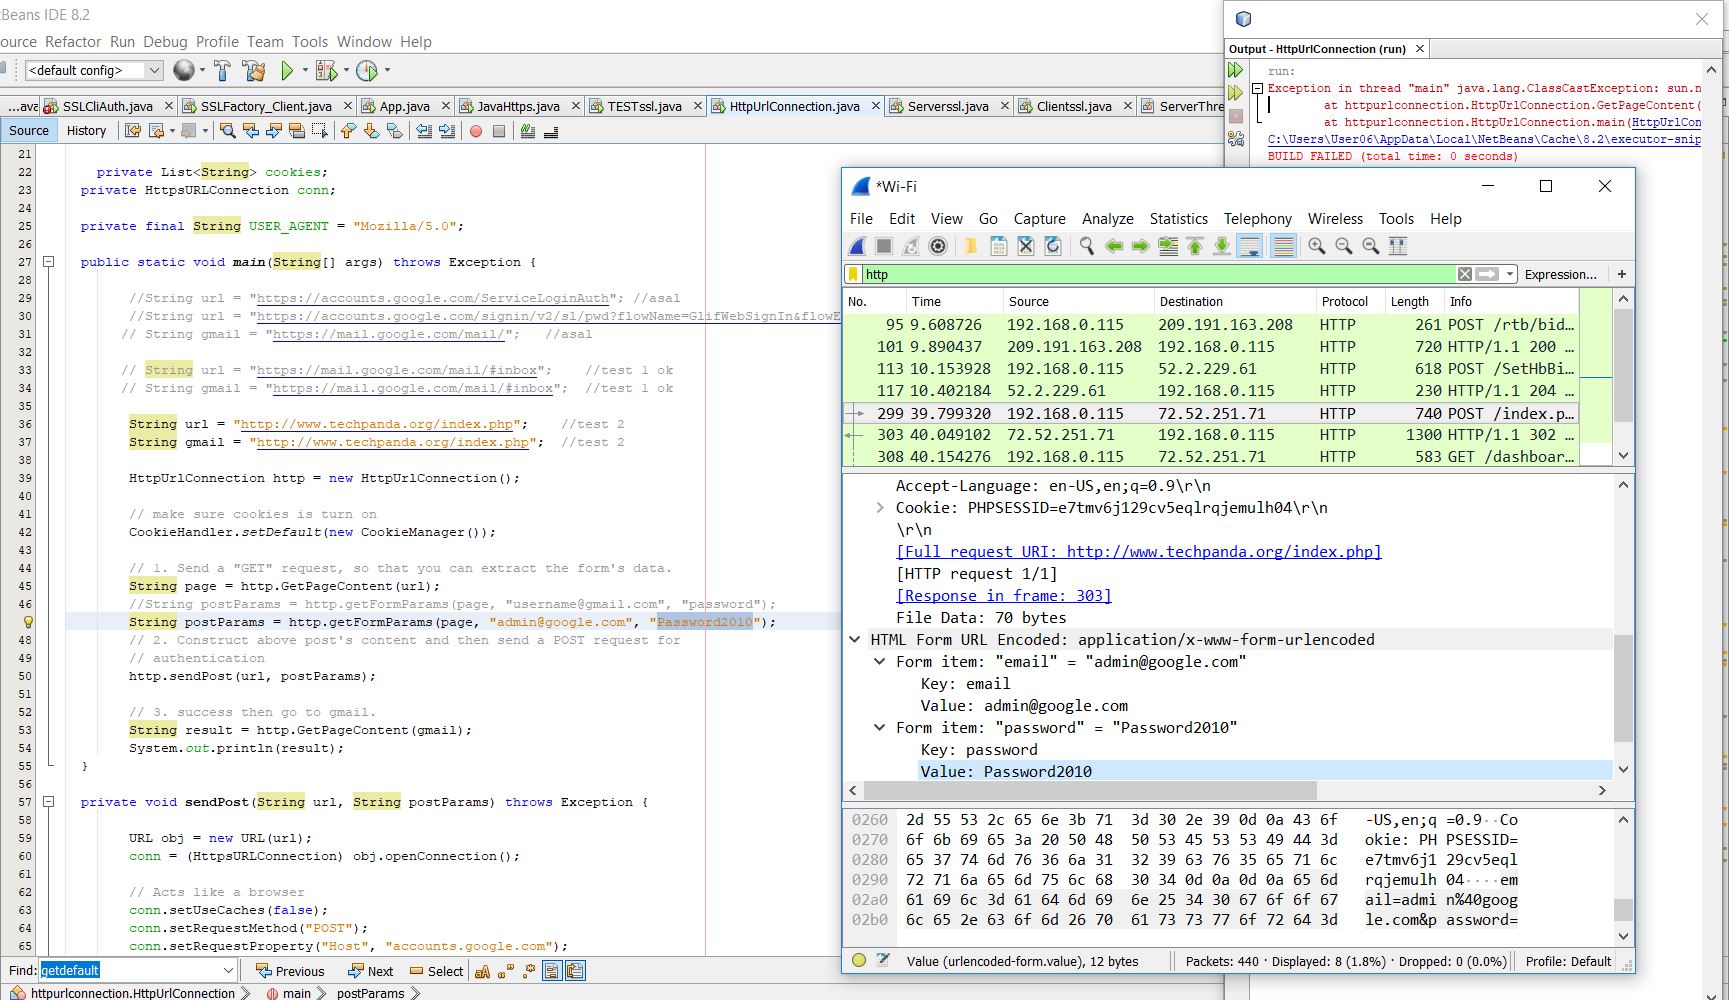 tBeans IDE 8.2
ource Refactor Run Debug Profile Team Tools Window Help
<default config>
...ava SSLCliAuth.java SSLFactory_Client.java App.java JavaHttps.java TESTssl.java HttpUrlConnection.java Serverssl.java Clientssl.java ServerThre
Source History
21
22 private List<String> cookies;
23 private HttpsURLConnection conn;
24
25 private final String USER_AGENT = "Mozilla/5.0";
26
27 public static void main(String[] args) throws Exception {
28
29 //String url = "https://accounts.google.com/ServiceLoginAuth"; //asal
30 //String url = "https://accounts.google.com/signin/v2/sl/pwd?flowName=GlifWebSignIn&flowE
31 // String gmail = "https://mail.google.com/mail/"; //asal
32
33 // String url = "https://mail.google.com/mail/#inbox"; //test 1 ok
34 // String gmail = "https://mail.google.com/mail/#inbox"; //test 1 ok
35
36 String url = "http://www.techpanda.org/index.php"; //test 2
37 String gmail = "http://www.techpanda.org/index.php"; //test 2
38
39 HttpUrlConnection http = new HttpUrlConnection();
40
41 // make sure cookies is turn on
42 CookieHandler.setDefault(new CookieManager());
43
44 // 1. Send a "GET" request, so that you can extract the form's data.
45 String page = http.GetPageContent(url);
46 //String postParams = http.getFormParams(page, "username@gmail.com", "password");
String postParams = http.getFormParams(page, "admin@google.com", "Password2010");
48 // 2. Construct above post's content and then send a POST request for
49 // authentication
50 http.sendPost(url, postParams);
51
52 // 3. success then go to gmail.
53 String result = http.GetPageContent(gmail);
54 System.out.println(result);
55 }
56
57 private void sendPost(String url, String postParams) throws Exception {
58
59 URL obj = new URL(url);
60 conn = (HttpsURLConnection) obj.openConnection();
61
62 // Acts like a browser
63 conn.setUseCaches(false);
64 conn.setRequestMethod("POST");
65 conn.setRequestProperty("Host", "accounts.google.com");
Find: getdefault Previous Next Select
httpurlconnection.HttpUrlConnection main postParams
Output - HttpUrlConnection (run)
run:
Exception in thread "main" java.lang.ClassCastException: sun.n
at httpurlconnection.HttpUrlConnection.GetPageContent(
at httpurlconnection.HttpUrlConnection.main(HttpUrlCon
C:\Users\User06\AppData\Local\NetBeans\Cache\8.2\executor-snip
BUILD FAILED (total time: 0 seconds)
*Wi-Fi
File Edit View Go Capture Analyze Statistics Telephony Wireless Tools Help
http Expression... +
No. Time Source Destination Protocol Length Info
95 9.608726 192.168.0.115 209.191.163.208 HTTP 261 POST /rtb/bid…
101 9.890437 209.191.163.208 192.168.0.115 HTTP 720 HTTP/1.1 200 …
113 10.153928 192.168.0.115 52.2.229.61 HTTP 618 POST /SetHbBi…
117 10.402184 52.2.229.61 192.168.0.115 HTTP 230 HTTP/1.1 204 …
299 39.799320 192.168.0.115 72.52.251.71 HTTP 740 POST /index.p…
303 40.049102 72.52.251.71 192.168.0.115 HTTP 1300 HTTP/1.1 302 …
308 40.154276 192.168.0.115 72.52.251.71 HTTP 583 GET /dashboar…
Accept-Language: en-US,en;q=0.9\r\n
Cookie: PHPSESSID=e7tmv6j129cv5eqlrqjemulh04\r\n
\r\n
[Full request URI: http://www.techpanda.org/index.php]
[HTTP request 1/1]
[Response in frame: 303]
File Data: 70 bytes
HTML Form URL Encoded: application/x-www-form-urlencoded
Form item: "email" = "admin@google.com"
Key: email
Value: admin@google.com
Form item: "password" = "Password2010"
Key: password
Value: Password2010
0260 2d 55 53 2c 65 6e 3b 71 3d 30 2e 39 0d 0a 43 6f -US,en;q =0.9··Co
0270 6f 6b 69 65 3a 20 50 48 50 53 45 53 53 49 44 3d okie: PH PSESSID=
0280 65 37 74 6d 76 36 6a 31 32 39 63 76 35 65 71 6c e7tmv6j1 29cv5eql
0290 72 71 6a 65 6d 75 6c 68 30 34 0d 0a 0d 0a 65 6d rqjemulh 04····em
02a0 61 69 6c 3d 61 64 6d 69 6e 25 34 30 67 6f 6f 67 ail=admi n%40goog
02b0 6c 65 2e 63 6f 6d 26 70 61 73 73 77 6f 72 64 3d le.com&p assword=
Value (urlencoded-form.value), 12 bytes Packets: 440 · Displayed: 8 (1.8%) · Dropped: 0 (0.0%) Profile: Default